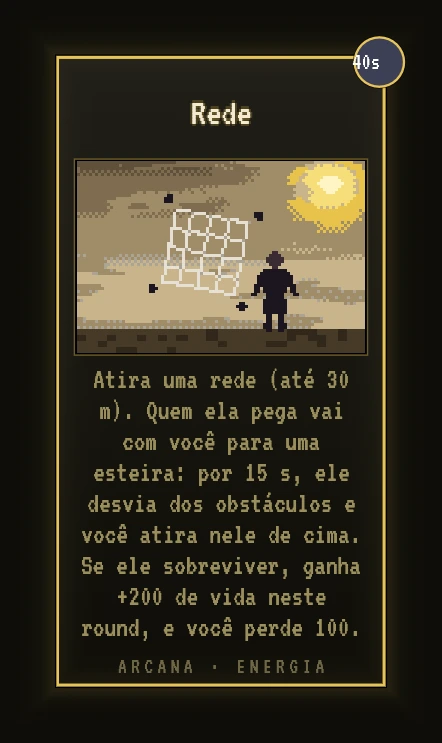 40s
Rede
Atira uma rede (até 30
m). Quem ela pega vai
com você para uma
esteira: por 15 s, ele
desvia dos obstáculos e
você atira nele de cima.
Se ele sobreviver, ganha
+200 de vida neste
round, e você perde 100.
ARCANA · ENERGIA